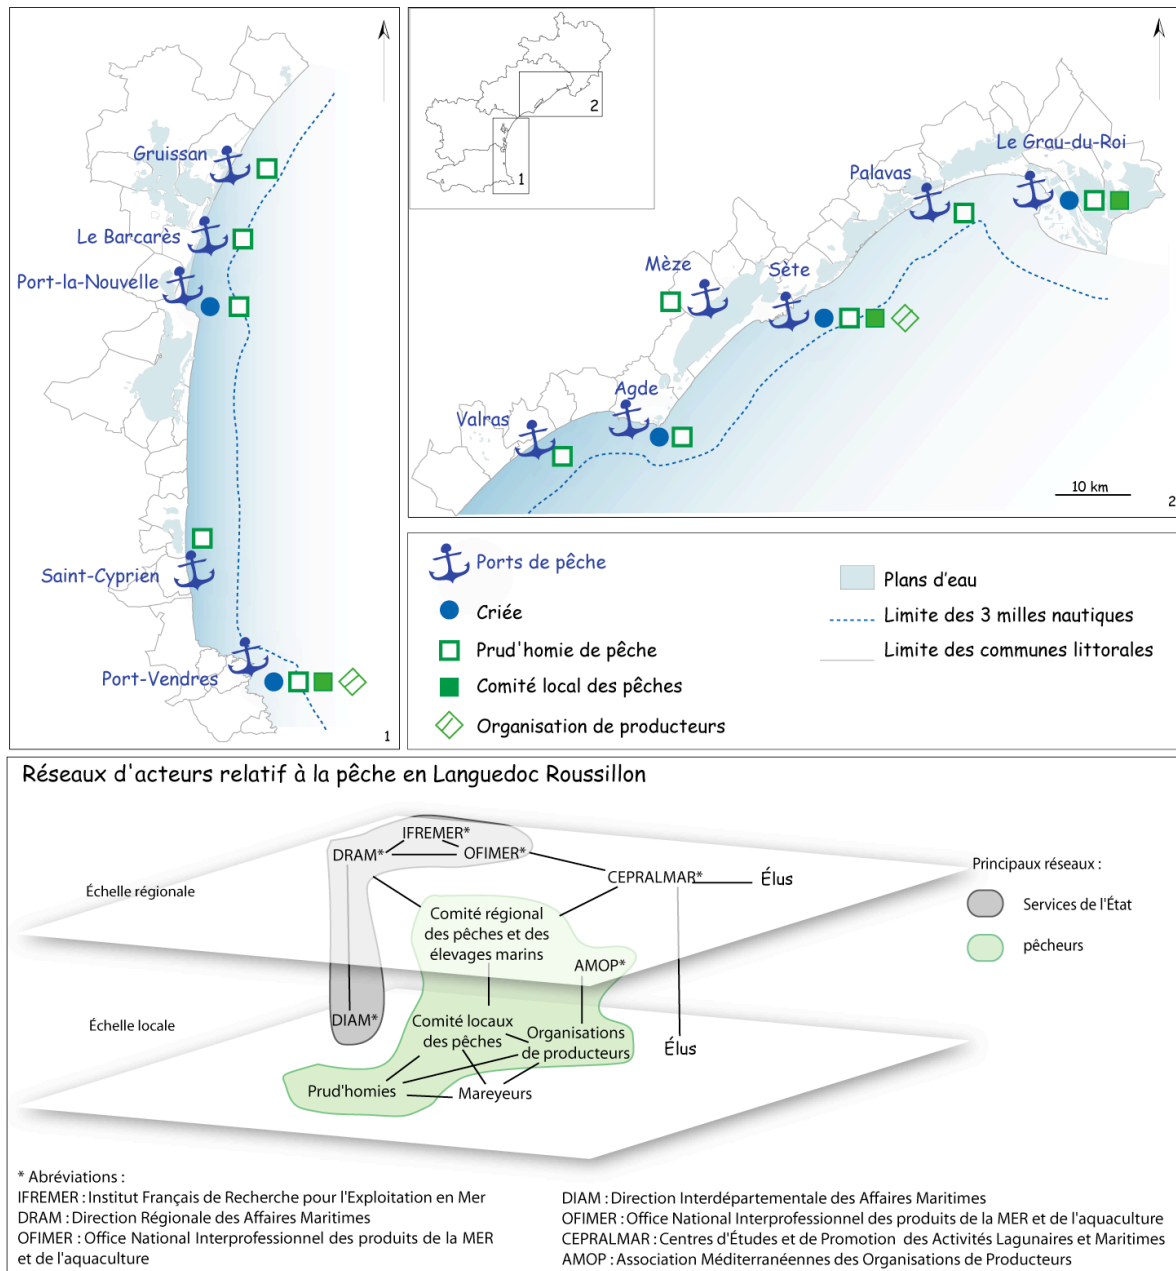 Gruissan
Le Barcarès
Port-la-Nouvelle
Saint-Cyprien
Port-Vendres
1
2
1
Le Grau-du-Roi
Palavas
Mèze
Sète
Agde
Valras
10 km
2
Ports de pêche
Criée
Prud'homie de pêche
Comité local des pêches
Organisation de producteurs
Plans d'eau
Limite des 3 milles nautiques
Limite des communes littorales
Réseaux d'acteurs relatif à la pêche en Languedoc Roussillon
IFREMER*
DRAM*
OFIMER*
CEPRALMAR*
Élus
Échelle régionale
Comité régional
des pêches et des
élevages marins
AMOP*
Échelle locale
DIAM*
Comité locaux
des pêches
Organisations
de producteurs
Élus
Prud'homies
Mareyeurs
Principaux réseaux :
Services de l'État
pêcheurs
* Abréviations :
IFREMER : Institut Français de Recherche pour l'Exploitation en Mer
DRAM : Direction Régionale des Affaires Maritimes
OFIMER : Office National Interprofessionnel des produits de la MER
et de l'aquaculture
DIAM : Direction Interdépartementale des Affaires Maritimes
OFIMER : Office National Interprofessionnel des produits de la MER et de l'aquaculture
CEPRALMAR : Centres d'Études et de Promotion des Activités Lagunaires et Maritimes
AMOP : Association Méditerranéennes des Organisations de Producteurs